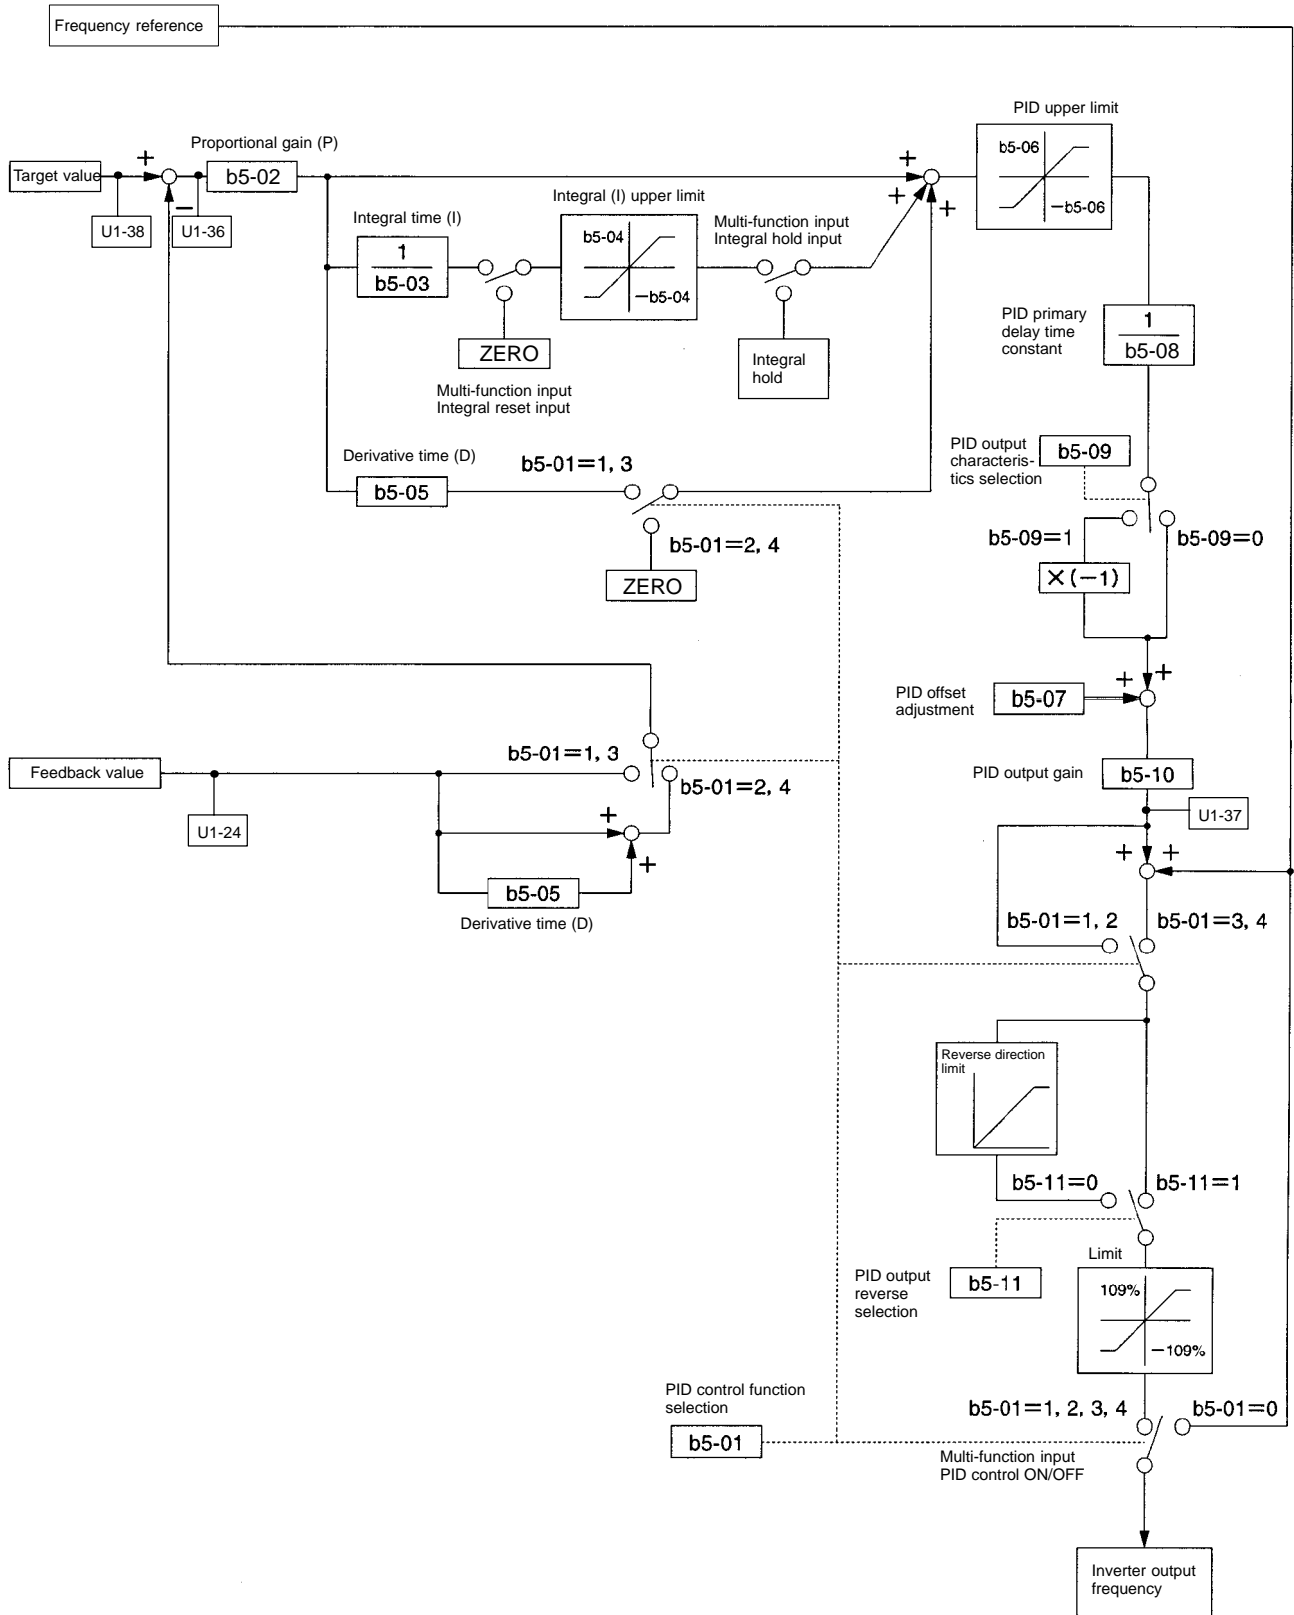 Frequency reference
PID upper limit
b5-06
−b5-06
Proportional gain (P)
Target value
+
b5-02
+
+
+
−
U1-38
U1-36
Integral time (I)
1
b5-03
Integral (I) upper limit
b5-04
−b5-04
Multi-function input
Integral hold input
ZERO
Integral
hold
Multi-function input
Integral reset input
PID primary
delay time
constant
1
b5-08
Derivative time (D)
b5-05
b5-01=1, 3
b5-01=2, 4
ZERO
PID output
characteris-
tics selection
b5-09
b5-09=1
b5-09=0
×(−1)
+
+
PID offset
adjustment
b5-07
Feedback value
b5-01=1, 3
b5-01=2, 4
U1-24
+
+
b5-05
Derivative time (D)
PID output gain
b5-10
U1-37
+
+
b5-01=1, 2
b5-01=3, 4
Reverse direction
limit
b5-11=0
b5-11=1
PID output
reverse
selection
b5-11
Limit
109%
−109%
PID control function
selection
b5-01
b5-01=1, 2, 3, 4
b5-01=0
Multi-function input
PID control ON/OFF
Inverter output
frequency